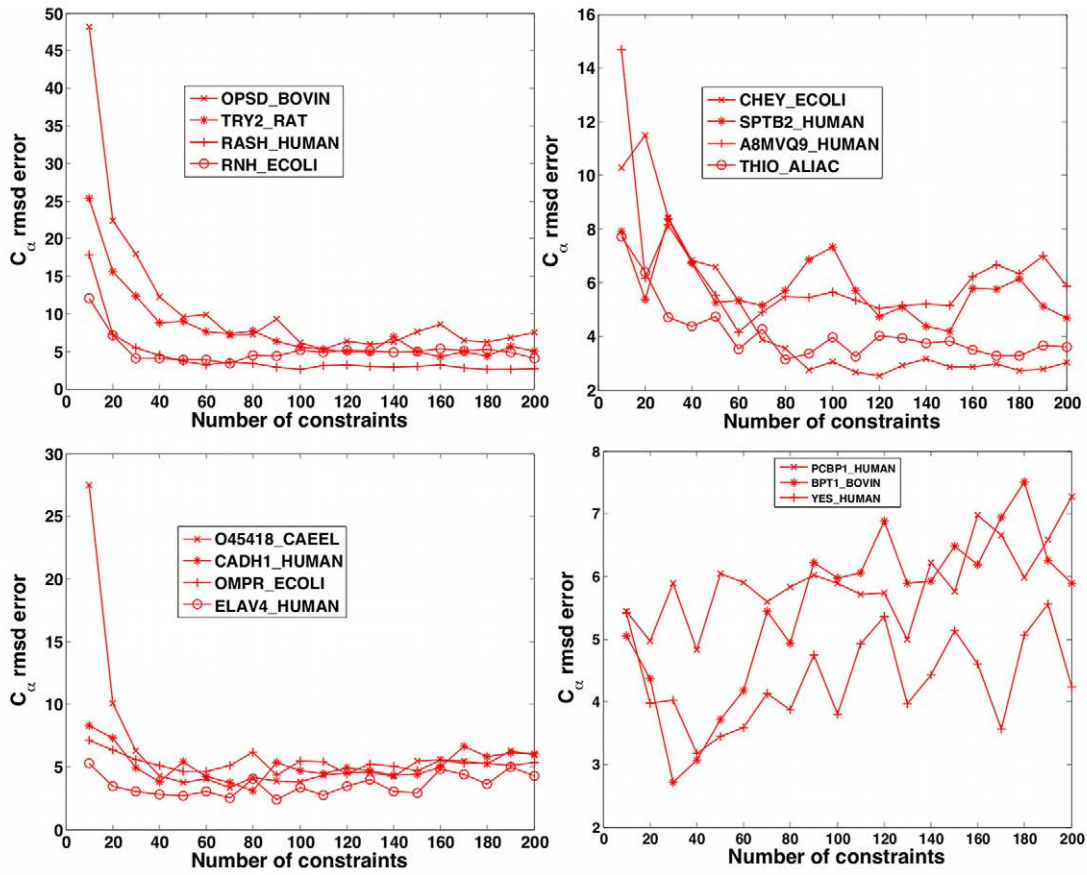 50
45
40
35
30
25
20
15
10
5
0
Cα rmsd error
OPSD_BOVIN
TRY2_RAT
RASH_HUMAN
RNH_ECOLI
0 20 40 60 80 100 120 140 160 180 200
Number of constraints
16
14
12
10
8
6
4
2
Cα rmsd error
CHEY_ECOLI
SPTB2_HUMAN
A8MVQ9_HUMAN
THIO_ALIAC
0 20 40 60 80 100 120 140 160 180 200
Number of constraints
30
25
20
15
10
5
0
Cα rmsd error
O45418_CAEEL
CADH1_HUMAN
OMPR_ECOLI
ELAV4_HUMAN
0 20 40 60 80 100 120 140 160 180 200
Number of constraints
8
7
6
5
4
3
2
Cα rmsd error
PCBP1_HUMAN
BPT1_BOVIN
YES_HUMAN
0 20 40 60 80 100 120 140 160 180 200
Number of constraints